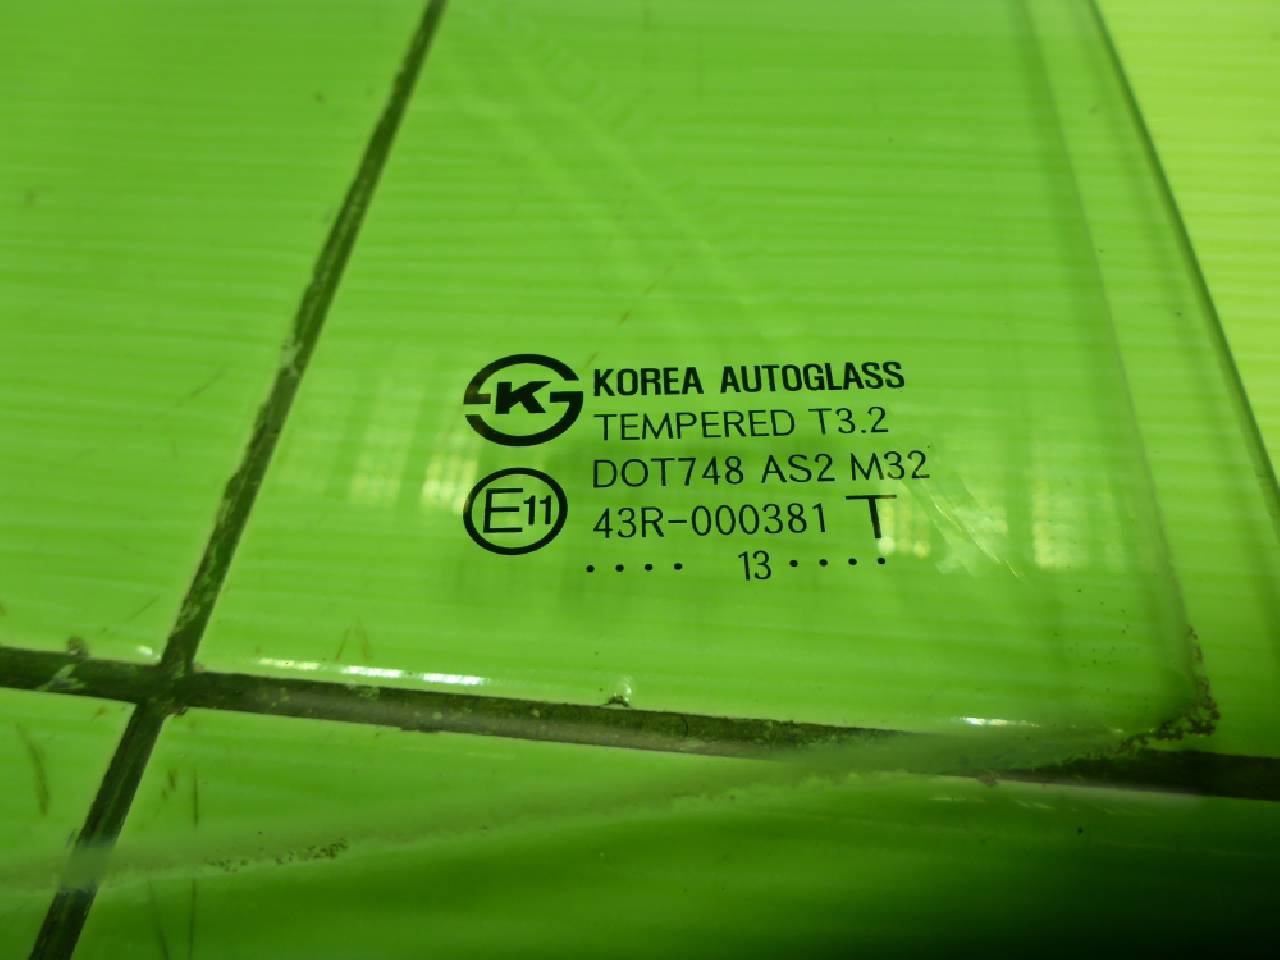 K KOREA AUTOGLASS
TEMPERED T3.2
DOT748 AS2 M32
E11 43R-000381 T
.... 13 ....